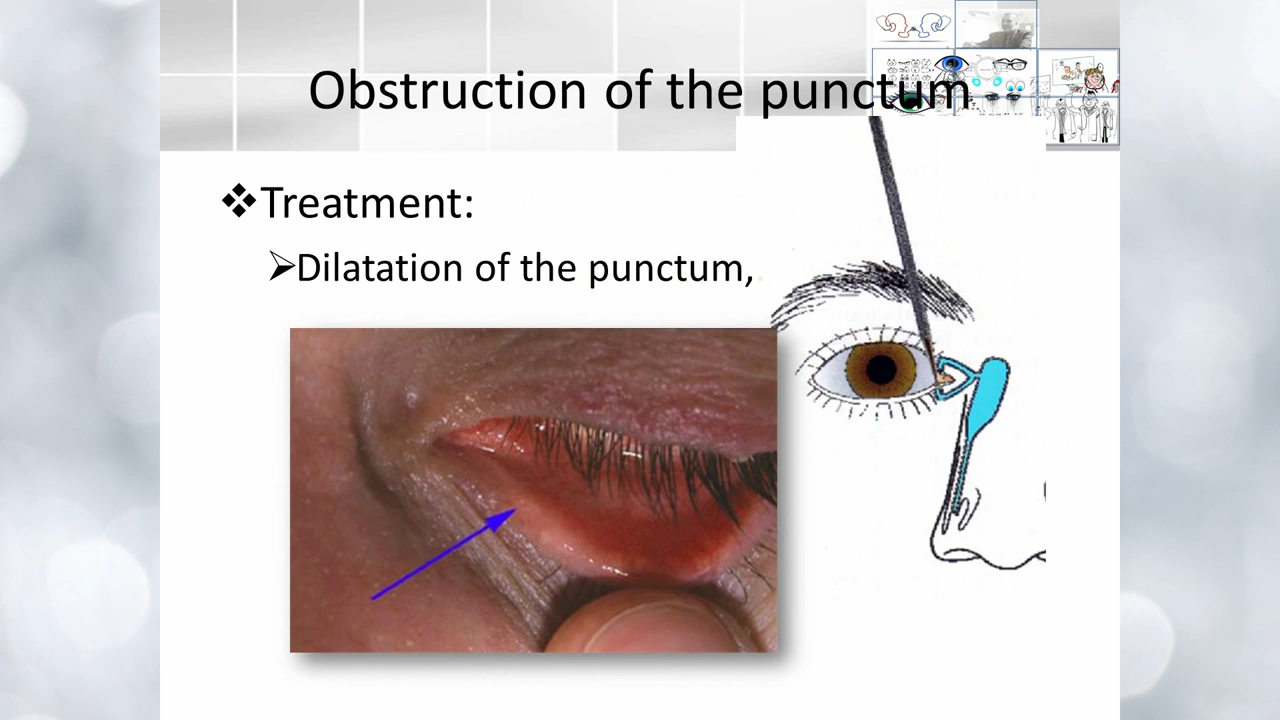 Obstruction of the punctum
Treatment:
Dilatation of the punctum,